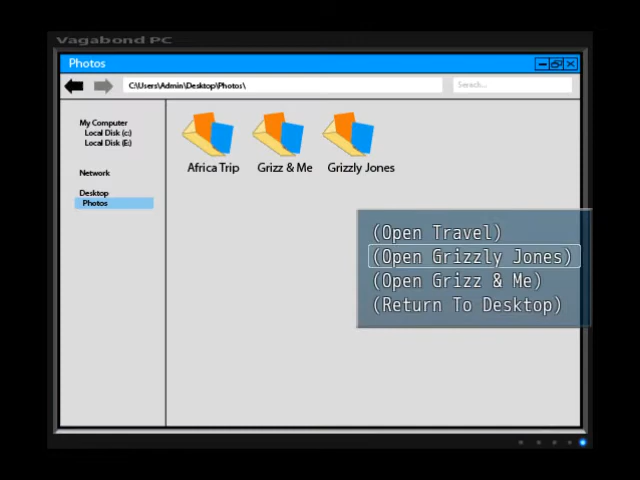 Vagabond PC
Photos
C:\Users\Admin\Desktop\Photos\
Search...
My Computer
Local Disk (c:)
Local Disk (E:)
Network
Desktop
Photos
Africa Trip
Grizz & Me
Grizzly Jones
(Open Travel)
(Open Grizzly Jones)
(Open Grizz & Me)
(Return To Desktop)